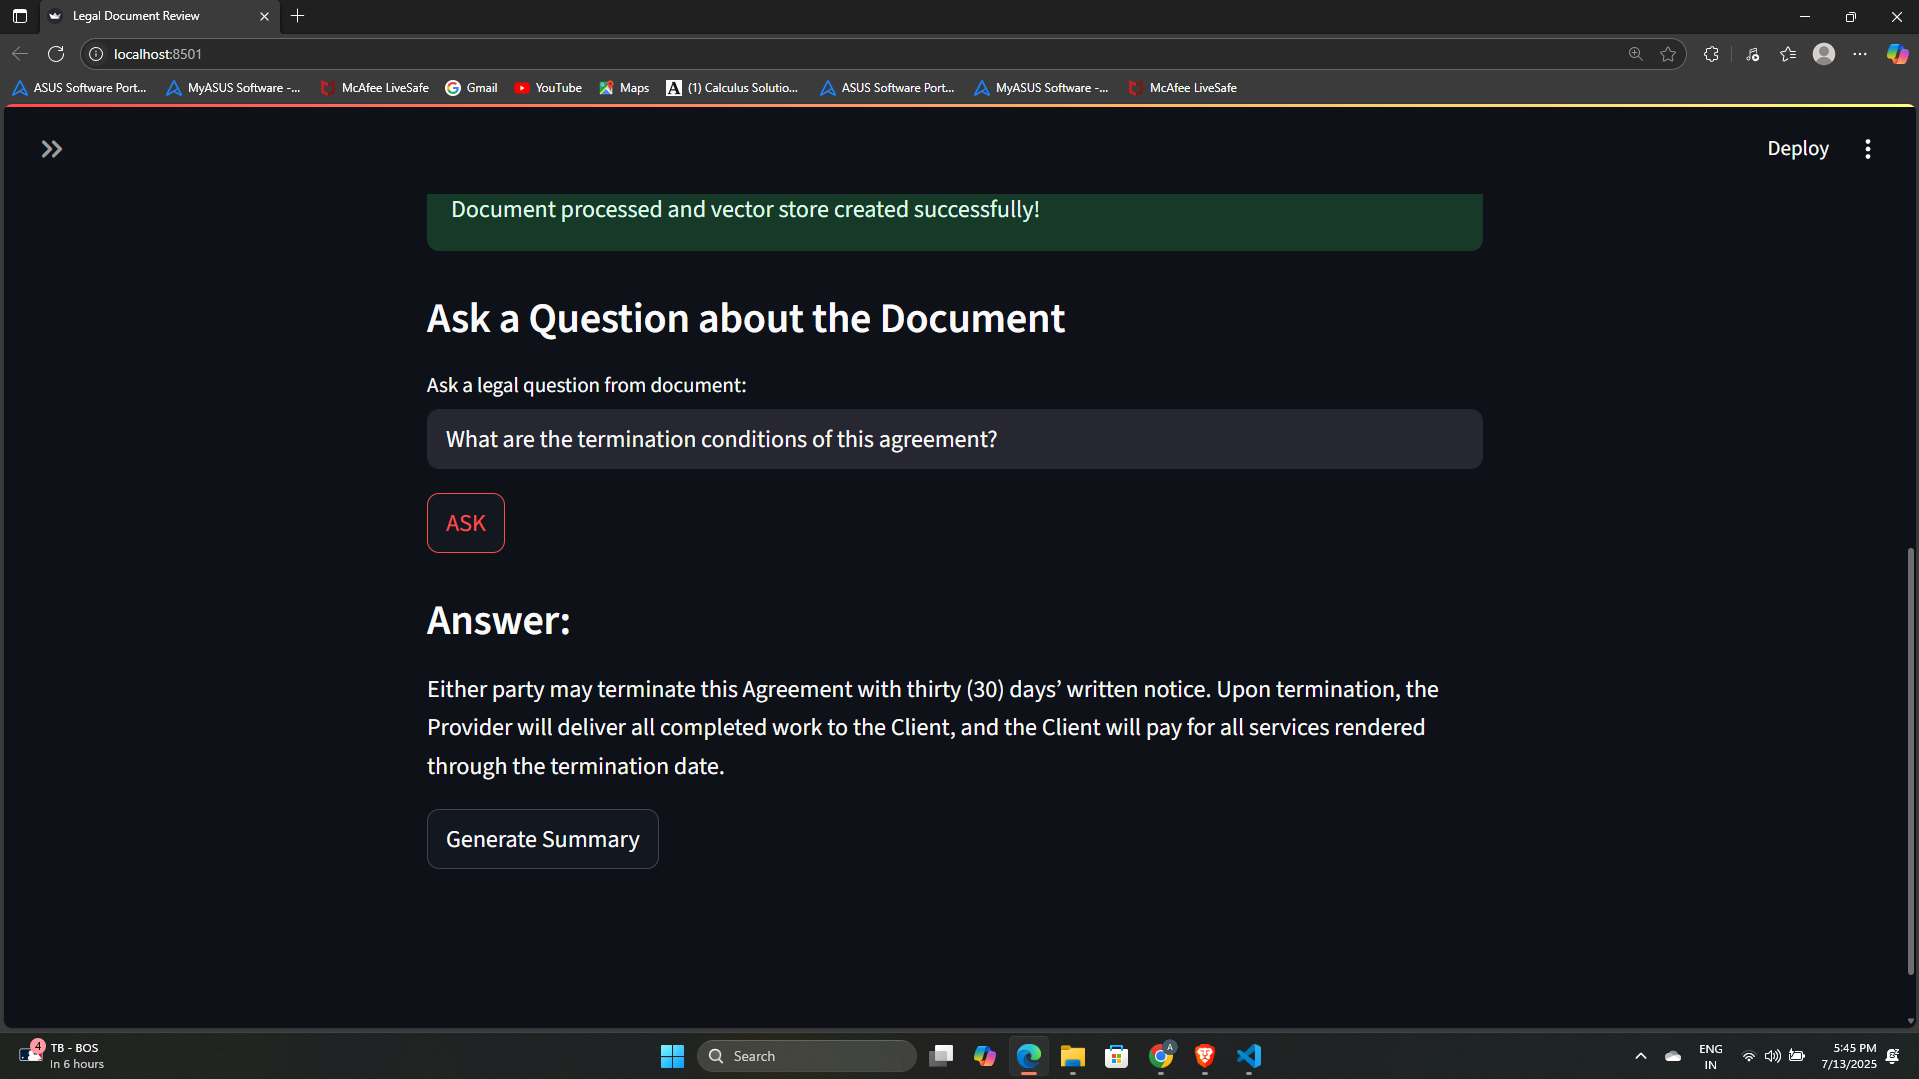 Legal Document Review
localhost:8501
ASUS Software Port...
MyASUS Software -...
McAfee LiveSafe
Gmail
YouTube
Maps
A
(1) Calculus Solutio...
ASUS Software Port...
MyASUS Software -...
McAfee LiveSafe
Deploy
Document processed and vector store created successfully!
Ask a Question about the Document
Ask a legal question from document:
What are the termination conditions of this agreement?
ASK
Answer:
Either party may terminate this Agreement with thirty (30) days’ written notice. Upon termination, the
Provider will deliver all completed work to the Client, and the Client will pay for all services rendered
through the termination date.
Generate Summary
4
TB - BOS
In 6 hours
Search
A
ENG
IN
5:45 PM
7/13/2025